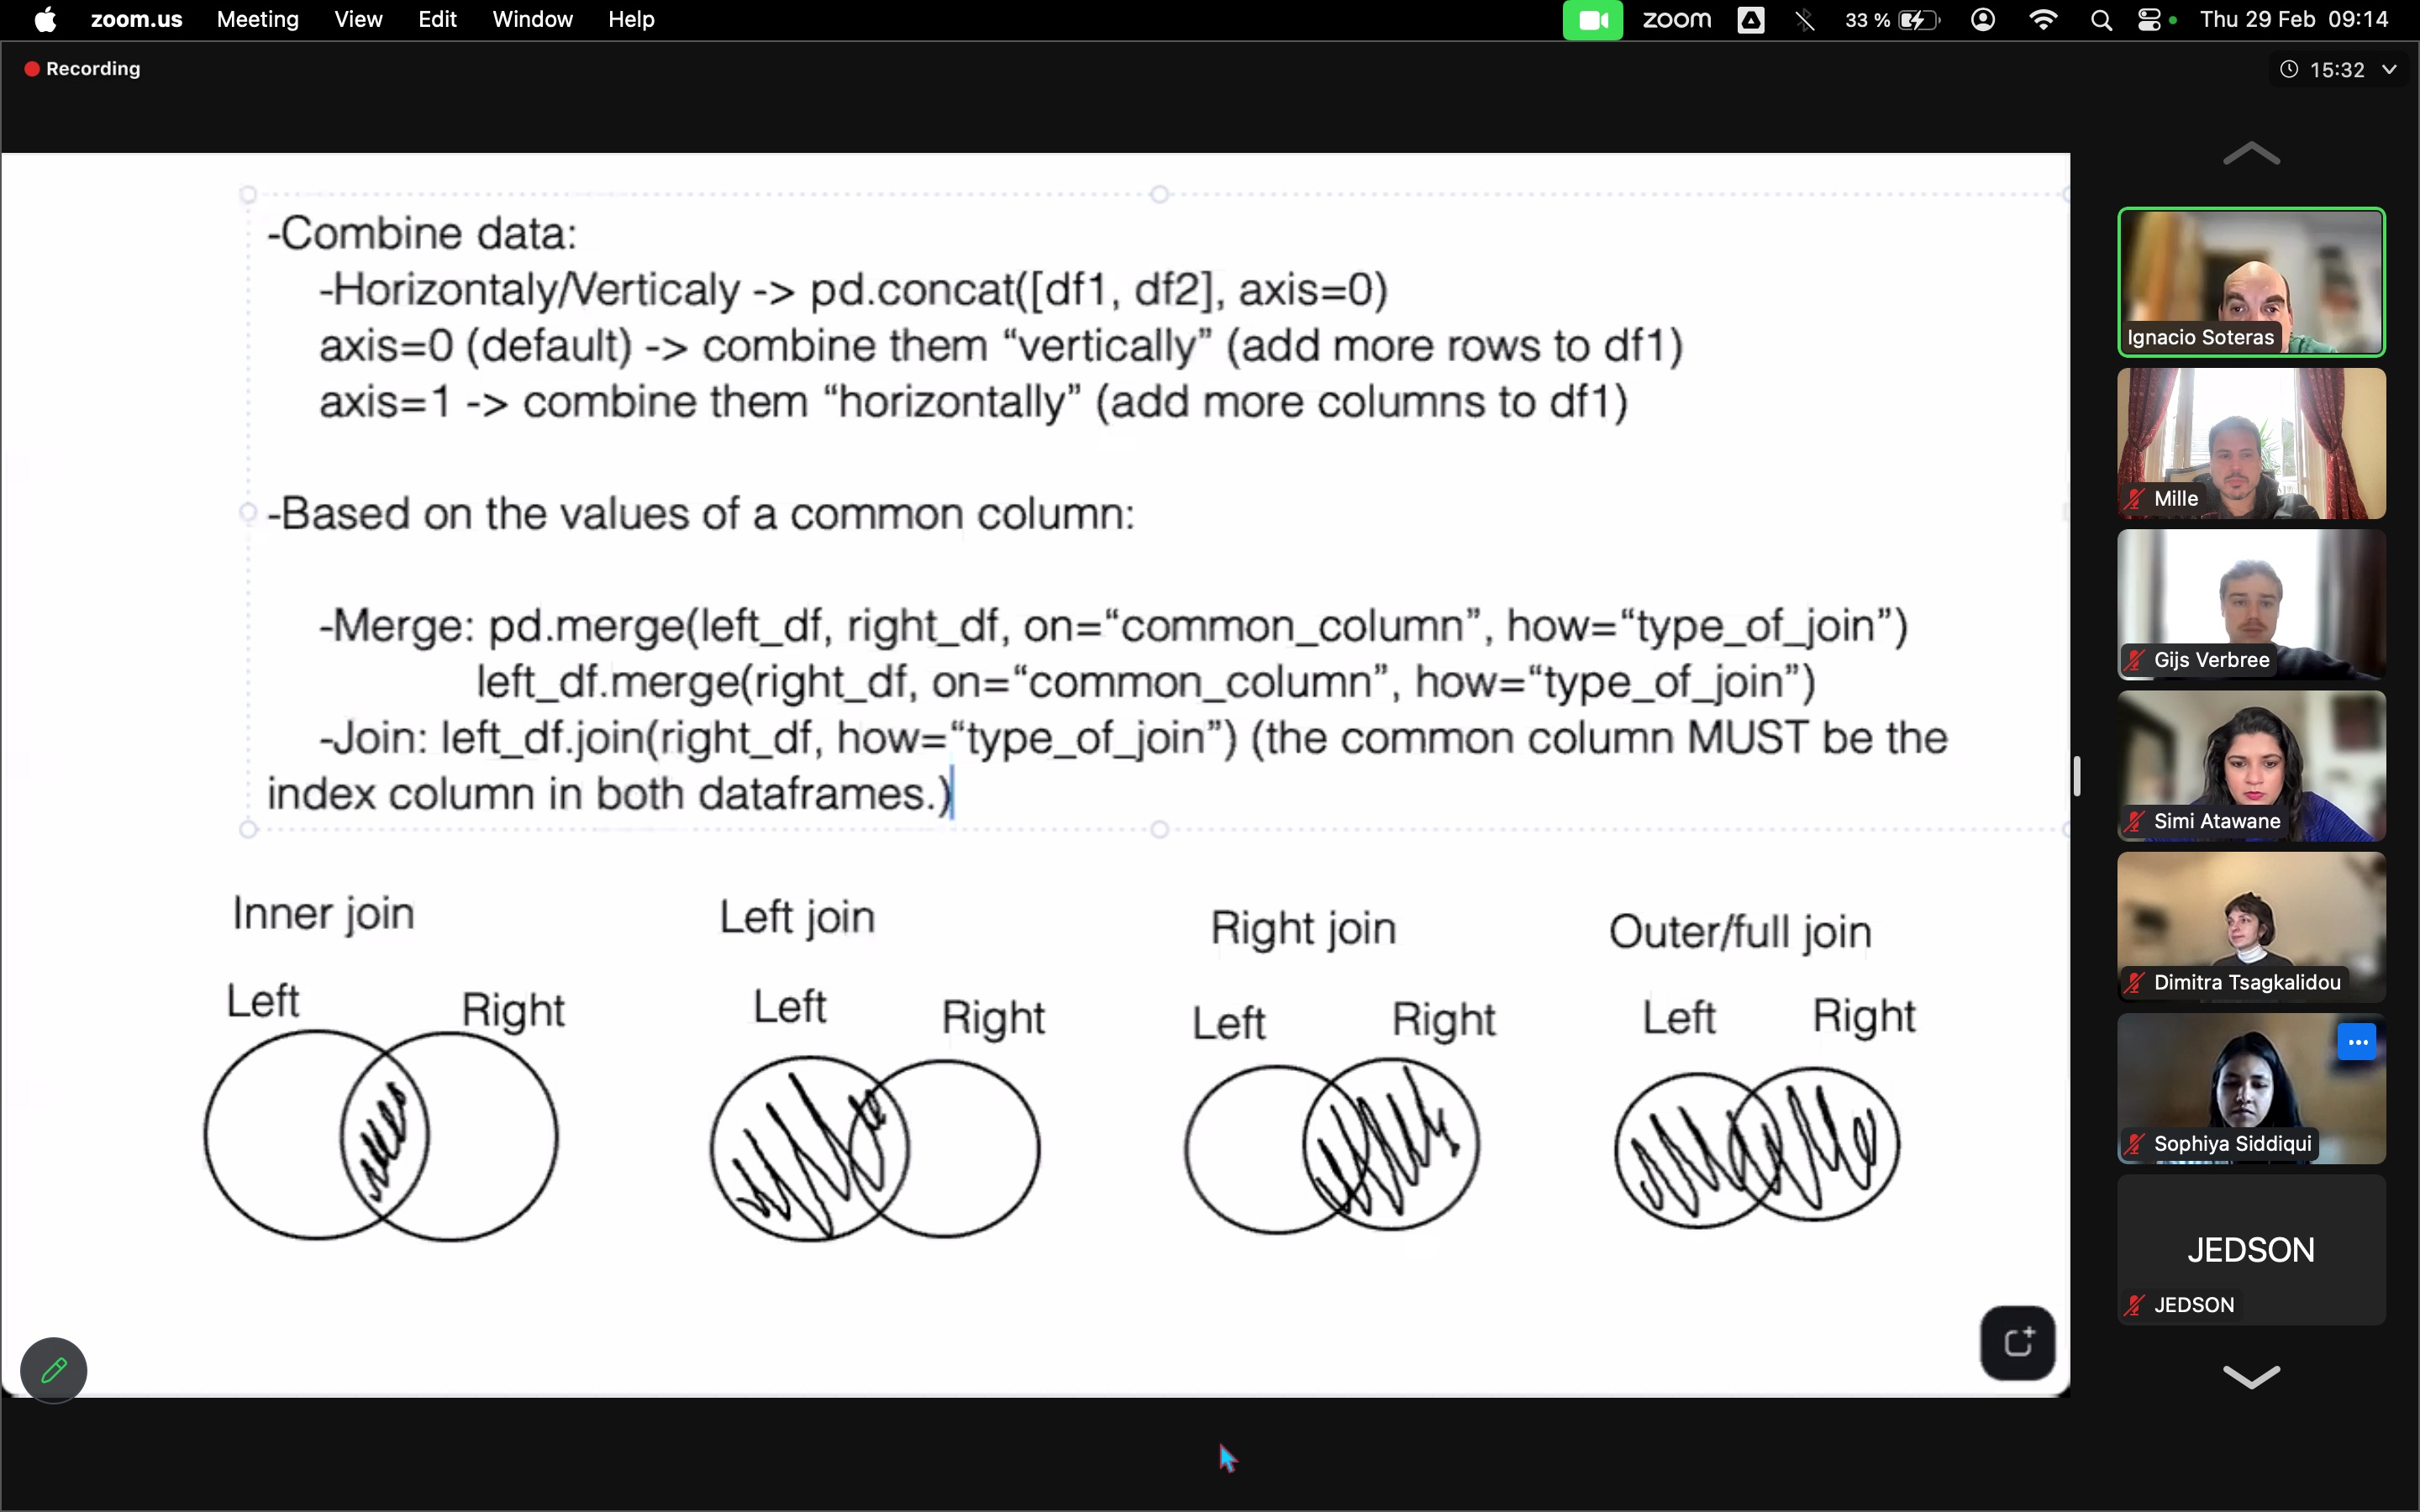 zoom.us Meeting View Edit Window Help zoom 33 % Thu 29 Feb 09:14
Recording
15:32
-Combine data:
-Horizontaly/Verticaly -> pd.concat([df1, df2], axis=0)
axis=0 (default) -> combine them “vertically” (add more rows to df1)
axis=1 -> combine them “horizontally” (add more columns to df1)
-Based on the values of a common column:
-Merge: pd.merge(left_df, right_df, on=“common_column”, how=“type_of_join”)
left_df.merge(right_df, on=“common_column”, how=“type_of_join”)
-Join: left_df.join(right_df, how=“type_of_join”) (the common column MUST be the
index column in both dataframes.)
Inner join
Left join
Right join
Outer/full join
Left Right
Left Right
Left Right
Left Right
Ignacio Soteras
Mille
Gijs Verbree
Simi Atawane
Dimitra Tsagkalidou
Sophiya Siddiqui
JEDSON
JEDSON